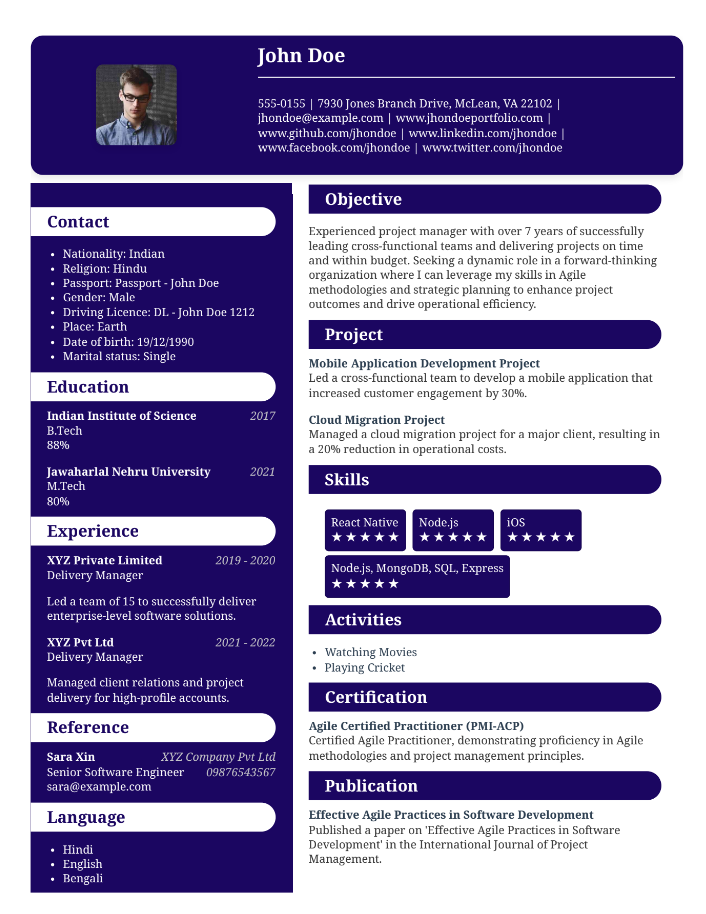 John Doe
555-0155 | 7930 Jones Branch Drive, McLean, VA 22102 |
jhondoe@example.com | www.jhondoeportfolio.com |
www.github.com/jhondoe | www.linkedin.com/jhondoe |
www.facebook.com/jhondoe | www.twitter.com/jhondoe
Contact
• Nationality: Indian
• Religion: Hindu
• Passport: Passport - John Doe
• Gender: Male
• Driving Licence: DL - John Doe 1212
• Place: Earth
• Date of birth: 19/12/1990
• Marital status: Single
Education
Indian Institute of Science 2017
B.Tech
88%
Jawaharlal Nehru University 2021
M.Tech
80%
Experience
XYZ Private Limited 2019 - 2020
Delivery Manager
Led a team of 15 to successfully deliver
enterprise-level software solutions.
XYZ Pvt Ltd 2021 - 2022
Delivery Manager
Managed client relations and project
delivery for high-profile accounts.
Reference
Sara Xin XYZ Company Pvt Ltd
Senior Software Engineer 09876543567
sara@example.com
Language
• Hindi
• English
• Bengali
Objective
Experienced project manager with over 7 years of successfully
leading cross-functional teams and delivering projects on time
and within budget. Seeking a dynamic role in a forward-thinking
organization where I can leverage my skills in Agile
methodologies and strategic planning to enhance project
outcomes and drive operational efficiency.
Project
Mobile Application Development Project
Led a cross-functional team to develop a mobile application that
increased customer engagement by 30%.
Cloud Migration Project
Managed a cloud migration project for a major client, resulting in
a 20% reduction in operational costs.
Skills
React Native Node.js iOS
★★★★★ ★★★★★ ★★★★★
Node.js, MongoDB, SQL, Express
★★★★★
Activities
• Watching Movies
• Playing Cricket
Certification
Agile Certified Practitioner (PMI-ACP)
Certified Agile Practitioner, demonstrating proficiency in Agile
methodologies and project management principles.
Publication
Effective Agile Practices in Software Development
Published a paper on 'Effective Agile Practices in Software
Development' in the International Journal of Project
Management.